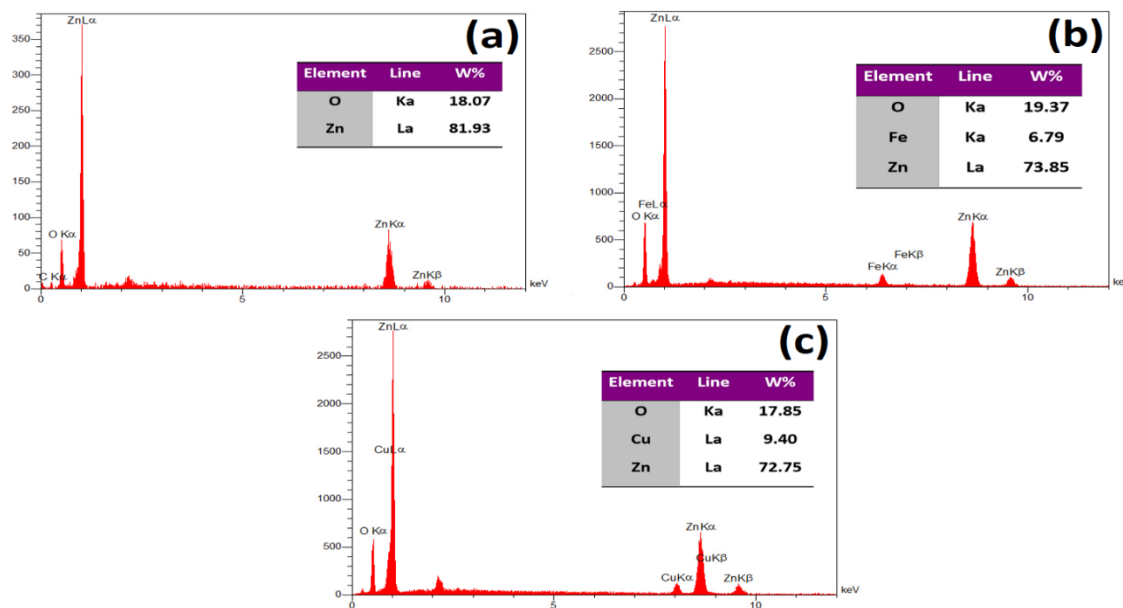 (a)
ZnLα
350
300
250
200
150
100
50
0
Element Line W%
O Ka 18.07
Zn La 81.93
O Kα
C Kα
ZnKα
ZnKβ
0 5 10 keV
(b)
ZnLα
2500
2000
1500
1000
500
0
Element Line W%
O Ka 19.37
Fe Ka 6.79
Zn La 73.85
FeLα
O Kα
FeKα
FeKβ
ZnKα
ZnKβ
0 5 10 ke
(c)
ZnLα
2500
2000
1500
1000
500
0
Element Line W%
O Ka 17.85
Cu La 9.40
Zn La 72.75
CuLα
O Kα
ZnKα
CuKβ
CuKα
ZnKβ
0 5 10 keV